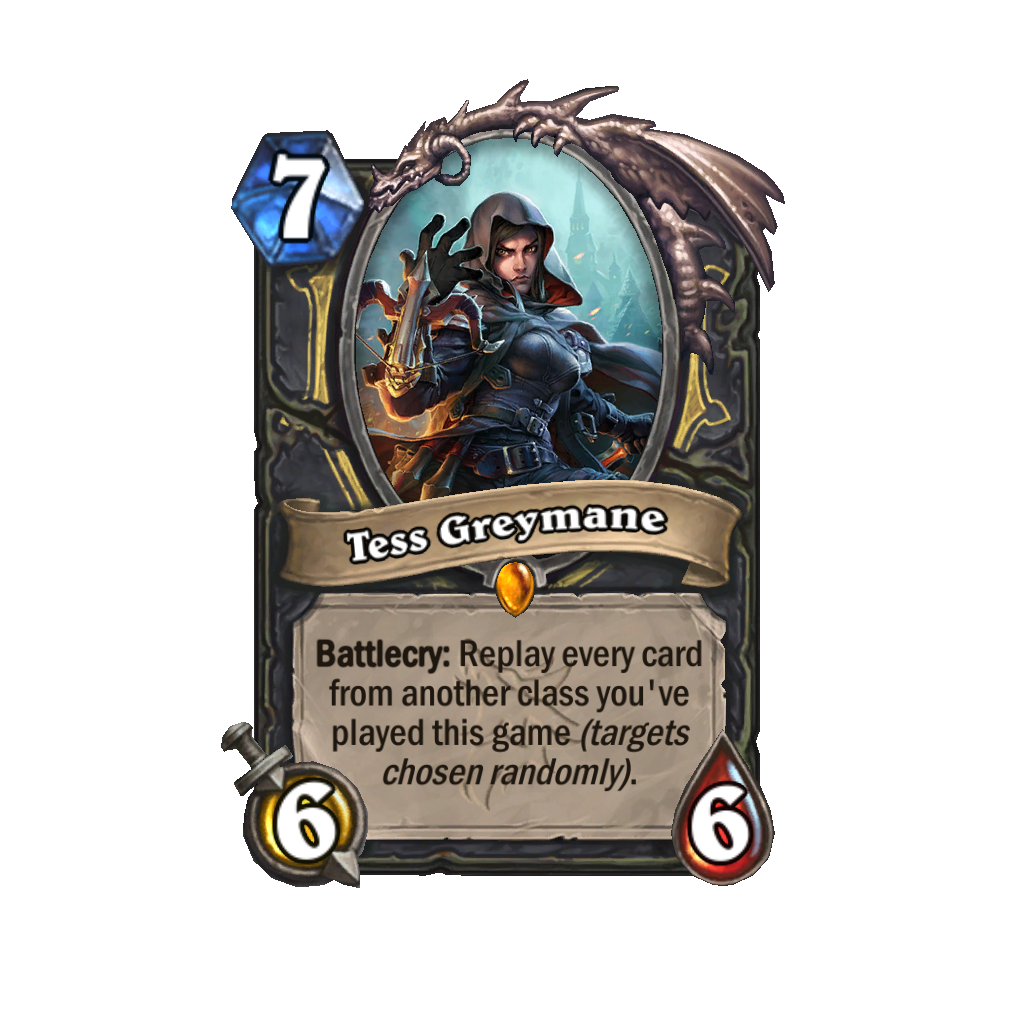 7
Tess Greymane
Battlecry: Replay every card
from another class you've
played this game (targets
chosen randomly).
6
6